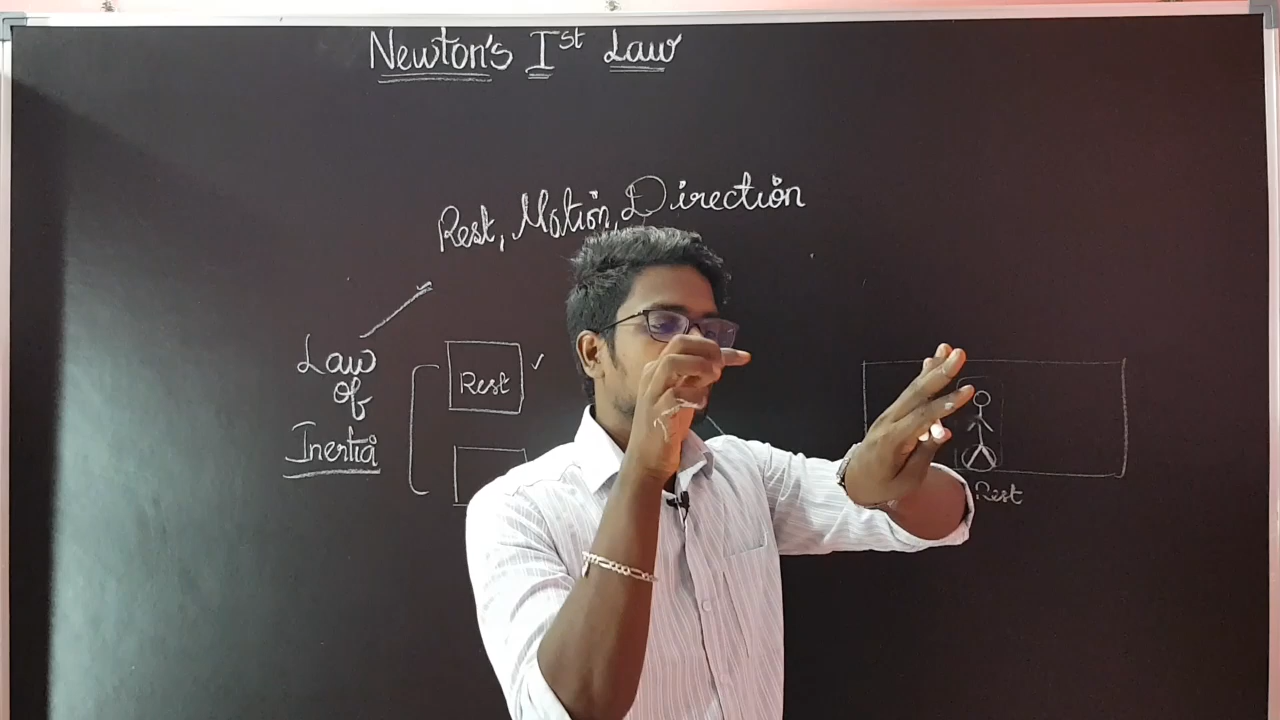 Newton's Ist Law
Rest, Motion, Direction
Law
of
Inertia
Rest
Rest